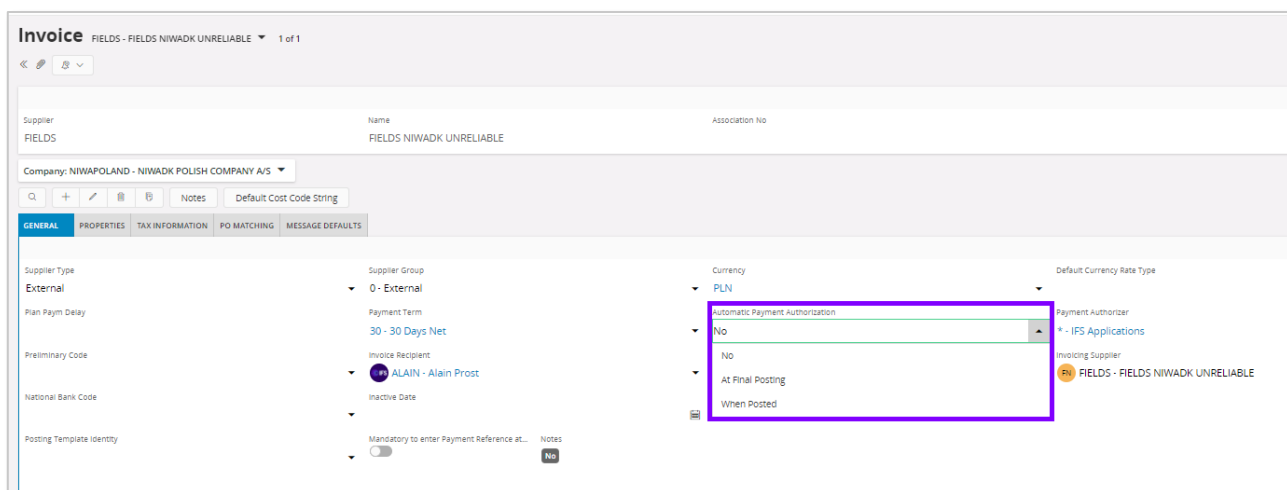 Invoice FIELDS - FIELDS NIWADK UNRELIABLE 1 of 1
Supplier Name Association No
FIELDS FIELDS NIWADK UNRELIABLE
Company: NIWAPOLAND - NIWADK POLISH COMPANY A/S
Notes Default Cost Code String
GENERAL PROPERTIES TAX INFORMATION PO MATCHING MESSAGE DEFAULTS
Supplier Type Supplier Group Currency Default Currency Rate Type
External 0 - External PLN
Plan Paym Delay Payment Term Automatic Payment Authorization Payment Authorizer
30 - 30 Days Net No * - IFS Applications
Preliminary Code Invoice Recipient No Invoicing Supplier
IFS ALAIN - Alain Prost At Final Posting FN FIELDS - FIELDS NIWADK UNRELIABLE
National Bank Code Inactive Date When Posted
Posting Template Identity Mandatory to enter Payment Reference at... Notes
No